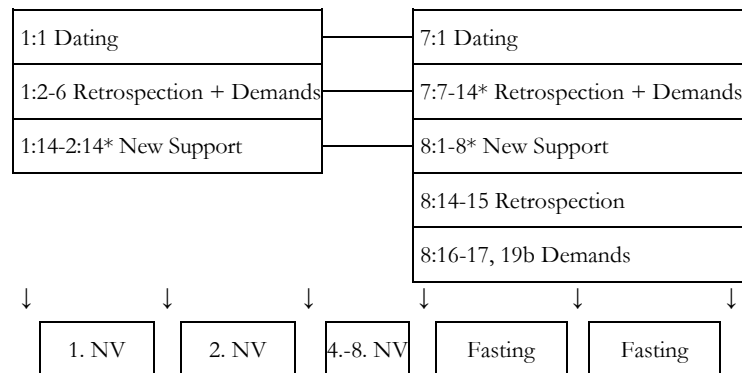 1:1 Dating
7:1 Dating
1:2-6 Retrospection + Demands
7:7-14* Retrospection + Demands
1:14-2:14* New Support
8:1-8* New Support
8:14-15 Retrospection
8:16-17, 19b Demands
↓ ↓ ↓ ↓ ↓ ↓
1. NV
2. NV
4.-8. NV
Fasting
Fasting